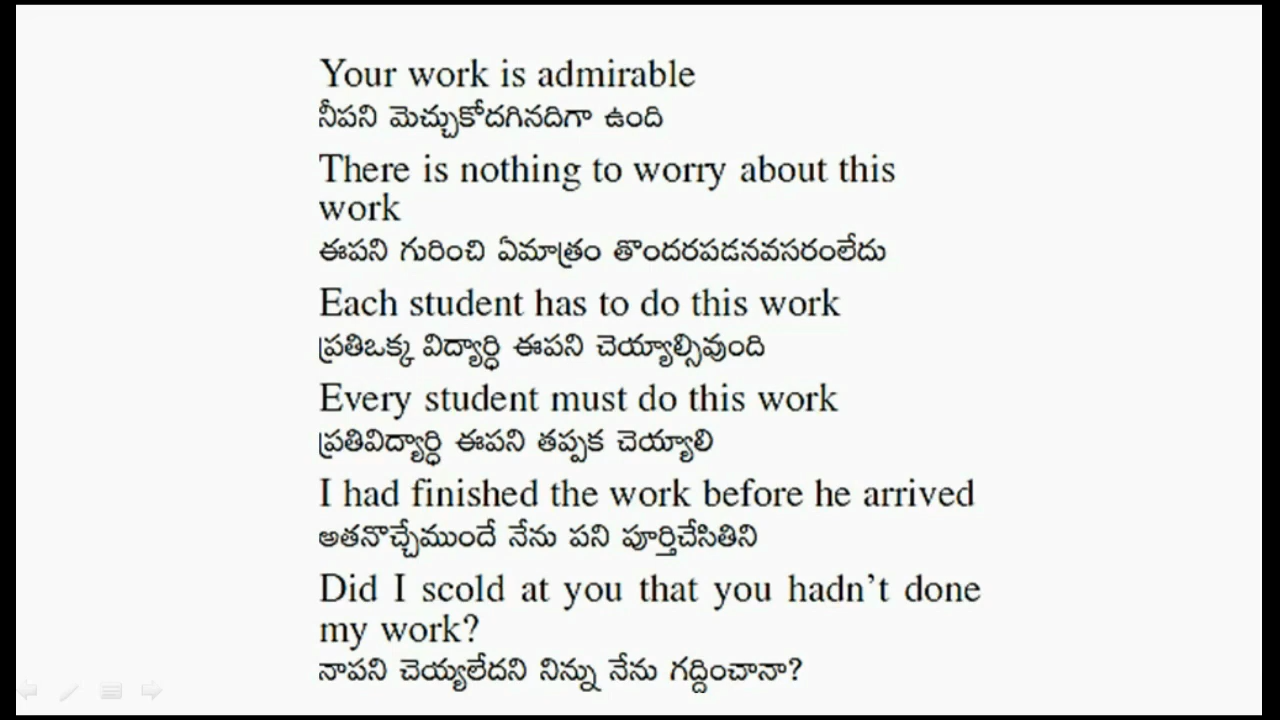 Your work is admirable
నీపని మెచ్చుకోదగినదిగా ఉంది
There is nothing to worry about this
work
ఈపని గురించి ఏమాత్రం తొందరపడనవసరంలేదు
Each student has to do this work
ప్రతిఒక్క విద్యార్థి ఈపని చెయ్యాల్సివుంది
Every student must do this work
ప్రతివిద్యార్థి ఈపని తప్పక చెయ్యాలి
I had finished the work before he arrived
అతనొచ్చేముందే నేను పని పూర్తిచేసితిని
Did I scold at you that you hadn't done
my work?
నాపని చెయ్యలేదని నిన్ను నేను గద్దించానా?